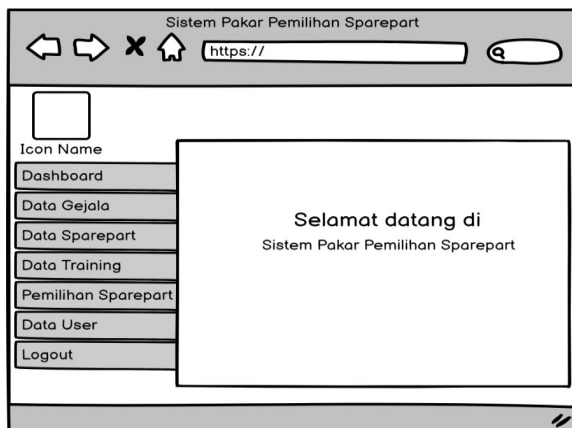 Sistem Pakar Pemilihan Sparepart
https://
Icon Name
Dashboard
Data Gejala
Data Sparepart
Data Training
Pemilihan Sparepart
Data User
Logout
Selamat datang di
Sistem Pakar Pemilihan Sparepart